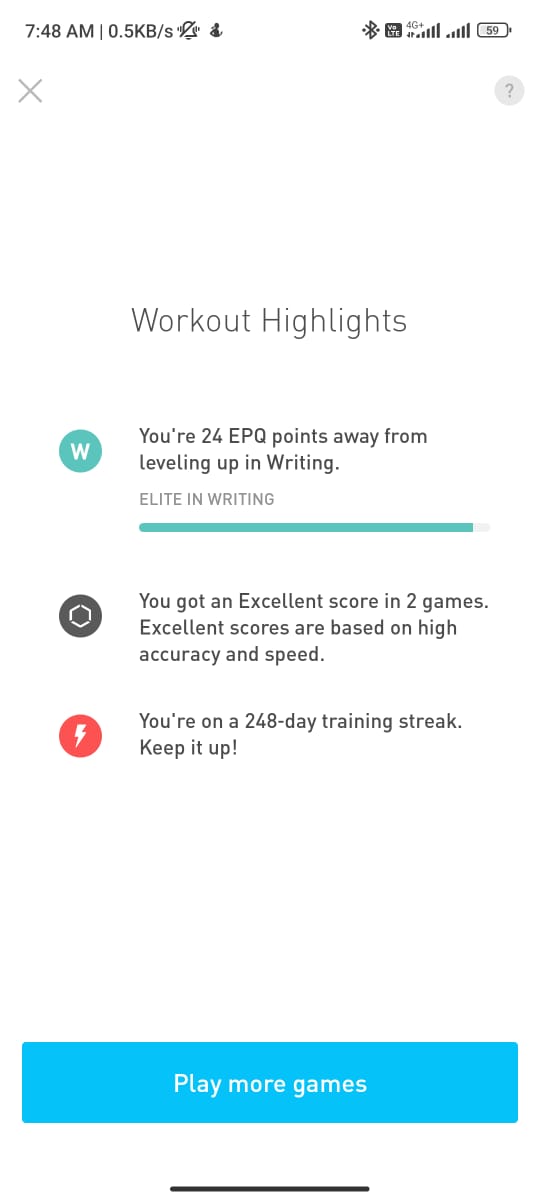 7:48 AM | 0.5KB/s
Vo LTE 4G+ 59
?
Workout Highlights
W
You're 24 EPQ points away from
leveling up in Writing.
ELITE IN WRITING
You got an Excellent score in 2 games.
Excellent scores are based on high
accuracy and speed.
You're on a 248-day training streak.
Keep it up!
Play more games